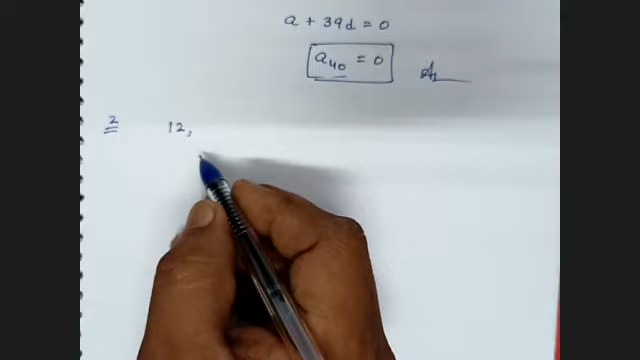 a + 39d = 0
a40 = 0
2
12,